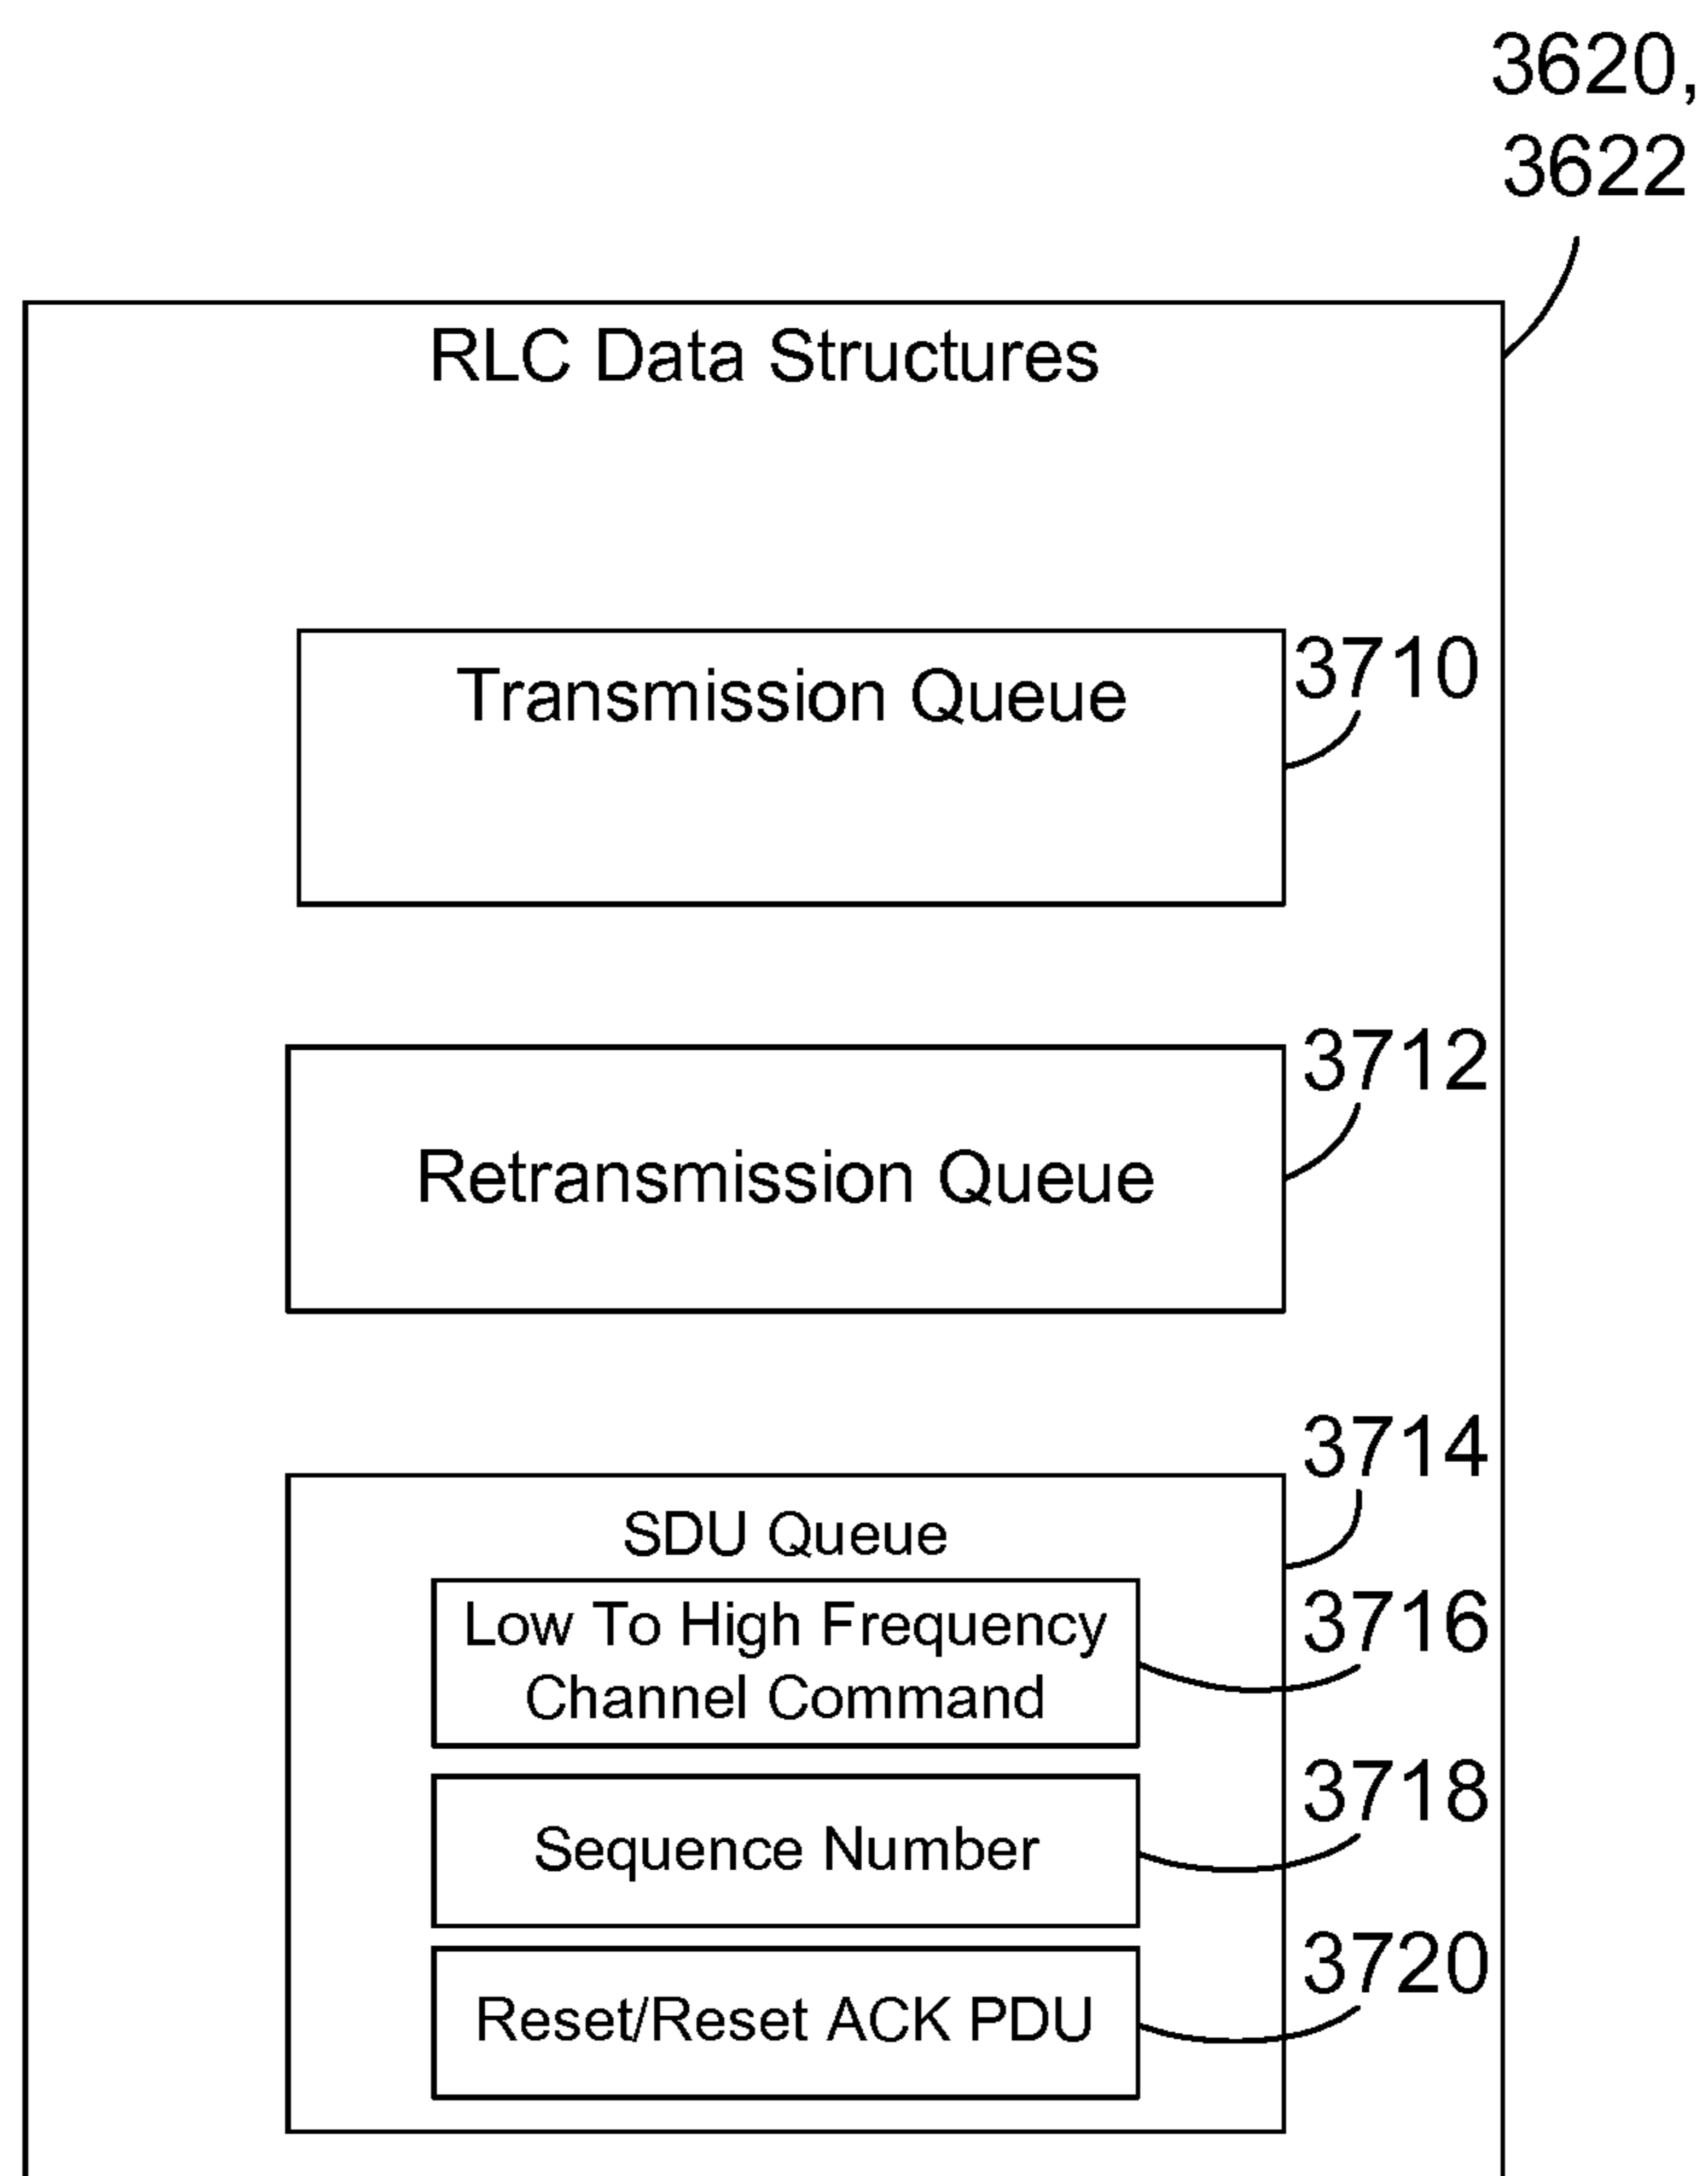 3620,
3622
RLC Data Structures
Transmission Queue
3710
Retransmission Queue
3712
SDU Queue
3714
Low To High Frequency
Channel Command
3716
Sequence Number
3718
Reset/Reset ACK PDU
3720